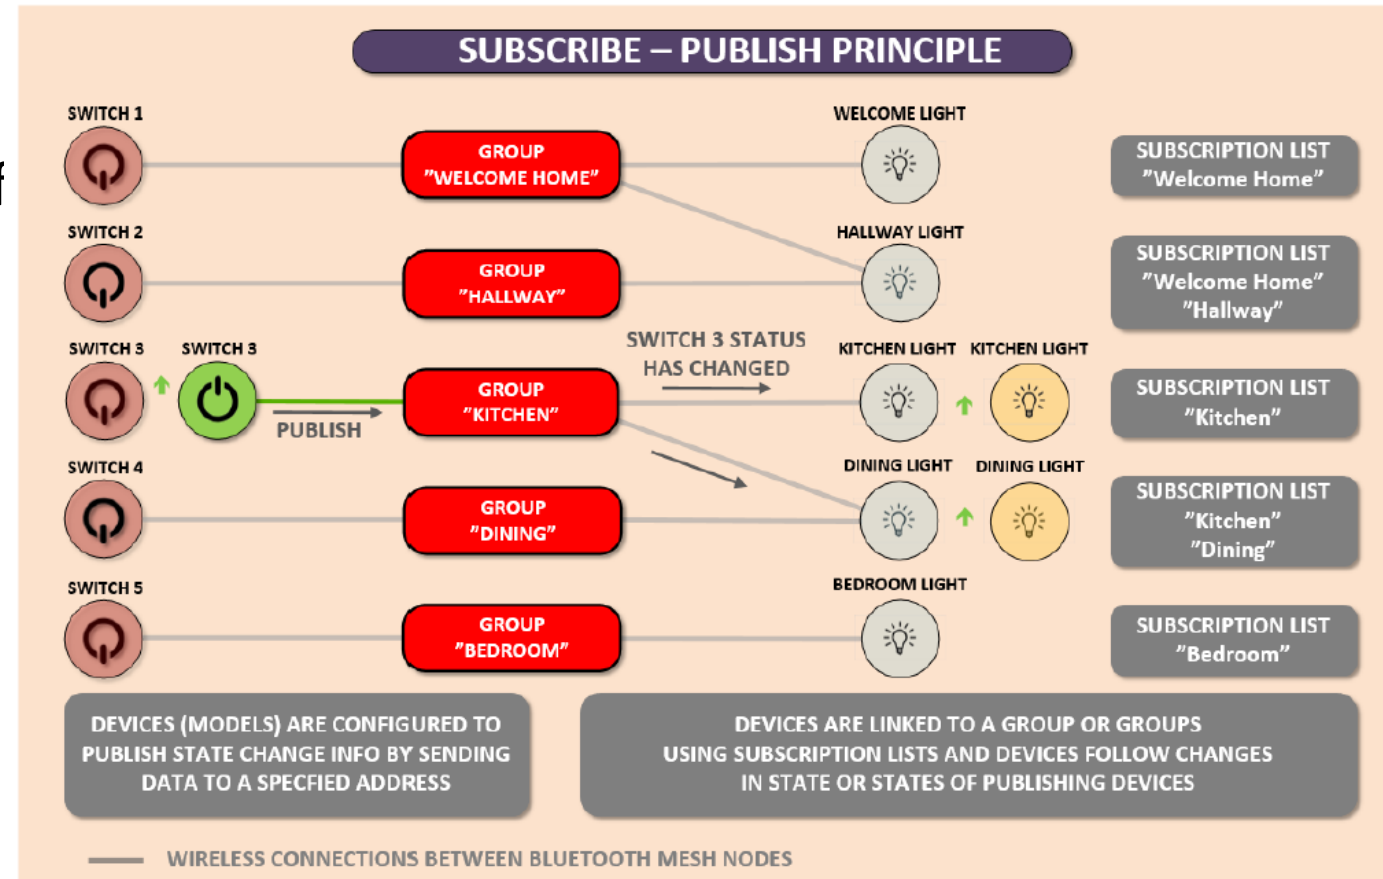 SUBSCRIBE – PUBLISH PRINCIPLE
SWITCH 1
GROUP
"WELCOME HOME"
WELCOME LIGHT
SUBSCRIPTION LIST
"Welcome Home"
f
SWITCH 2
GROUP
"HALLWAY"
HALLWAY LIGHT
SUBSCRIPTION LIST
"Welcome Home"
"Hallway"
SWITCH 3
SWITCH 3
PUBLISH
GROUP
"KITCHEN"
SWITCH 3 STATUS
HAS CHANGED
KITCHEN LIGHT
KITCHEN LIGHT
SUBSCRIPTION LIST
"Kitchen"
SWITCH 4
GROUP
"DINING"
DINING LIGHT
DINING LIGHT
SUBSCRIPTION LIST
"Kitchen"
"Dining"
SWITCH 5
GROUP
"BEDROOM"
BEDROOM LIGHT
SUBSCRIPTION LIST
"Bedroom"
DEVICES (MODELS) ARE CONFIGURED TO
PUBLISH STATE CHANGE INFO BY SENDING
DATA TO A SPECFIED ADDRESS
DEVICES ARE LINKED TO A GROUP OR GROUPS
USING SUBSCRIPTION LISTS AND DEVICES FOLLOW CHANGES
IN STATE OR STATES OF PUBLISHING DEVICES
WIRELESS CONNECTIONS BETWEEN BLUETOOTH MESH NODES